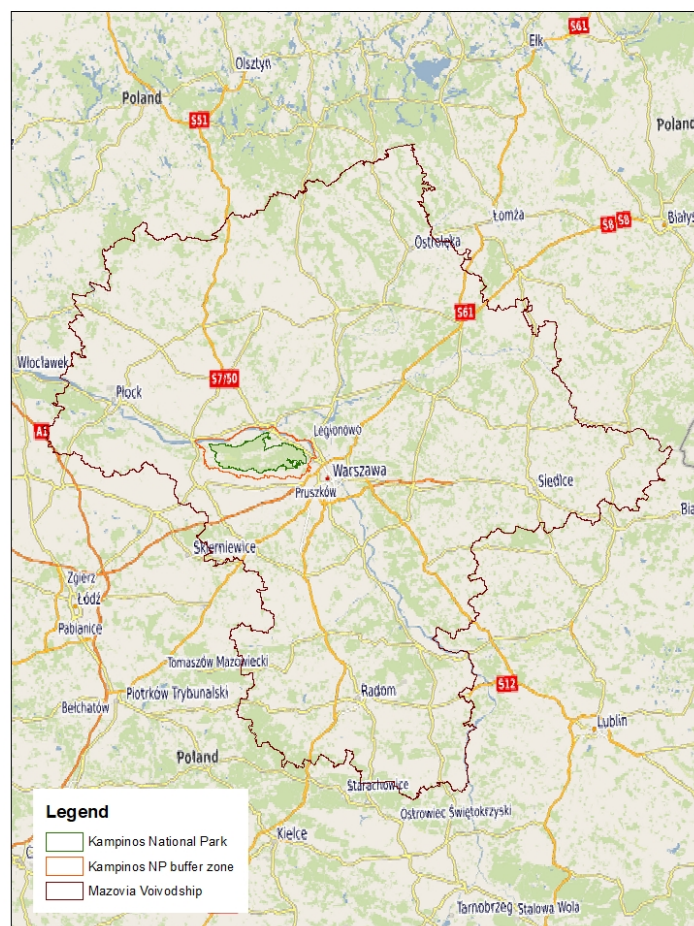 S61
Ełk
Olsztyn
Poland
S51
Poland
Łomża
S8
S8
Ostrołęka
S61
Włocławek
S7/50
Płock
A1
Legionowo
Warszawa
Siedlce
Pruszków
Skierniewice
Zgierz
Łódź
Pabianice
Tomaszów Mazowiecki
Piotrków Trybunalski
Radom
S12
Bełchatów
Lublin
Poland
Starachowice
Ostrowiec Świętokrzyski
Kielce
Tarnobrzeg
Stalowa Wola
Legend
Kampinos National Park
Kampinos NP buffer zone
Mazovia Voivodship